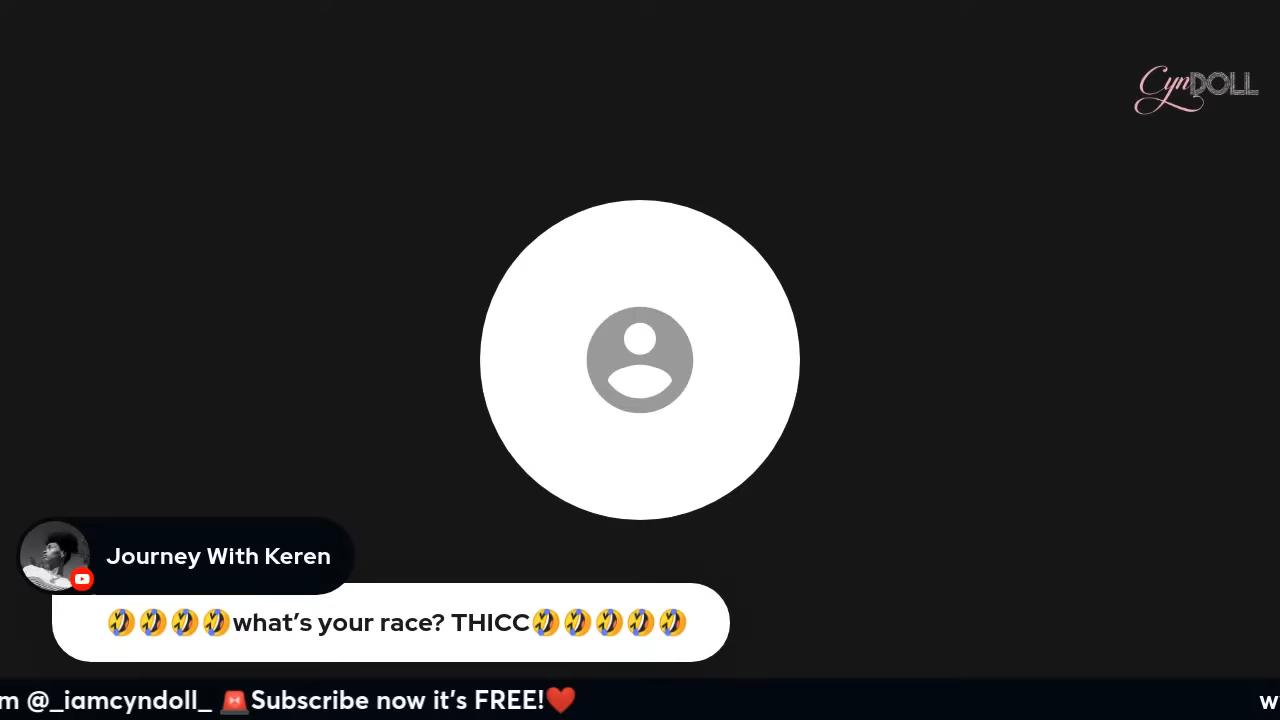 CynDOLL
Journey With Keren
🤣🤣🤣🤣what’s your race? THICC🤣🤣🤣🤣🤣
m @_iamcyndoll_ 🚨Subscribe now it's FREE!❤️ w